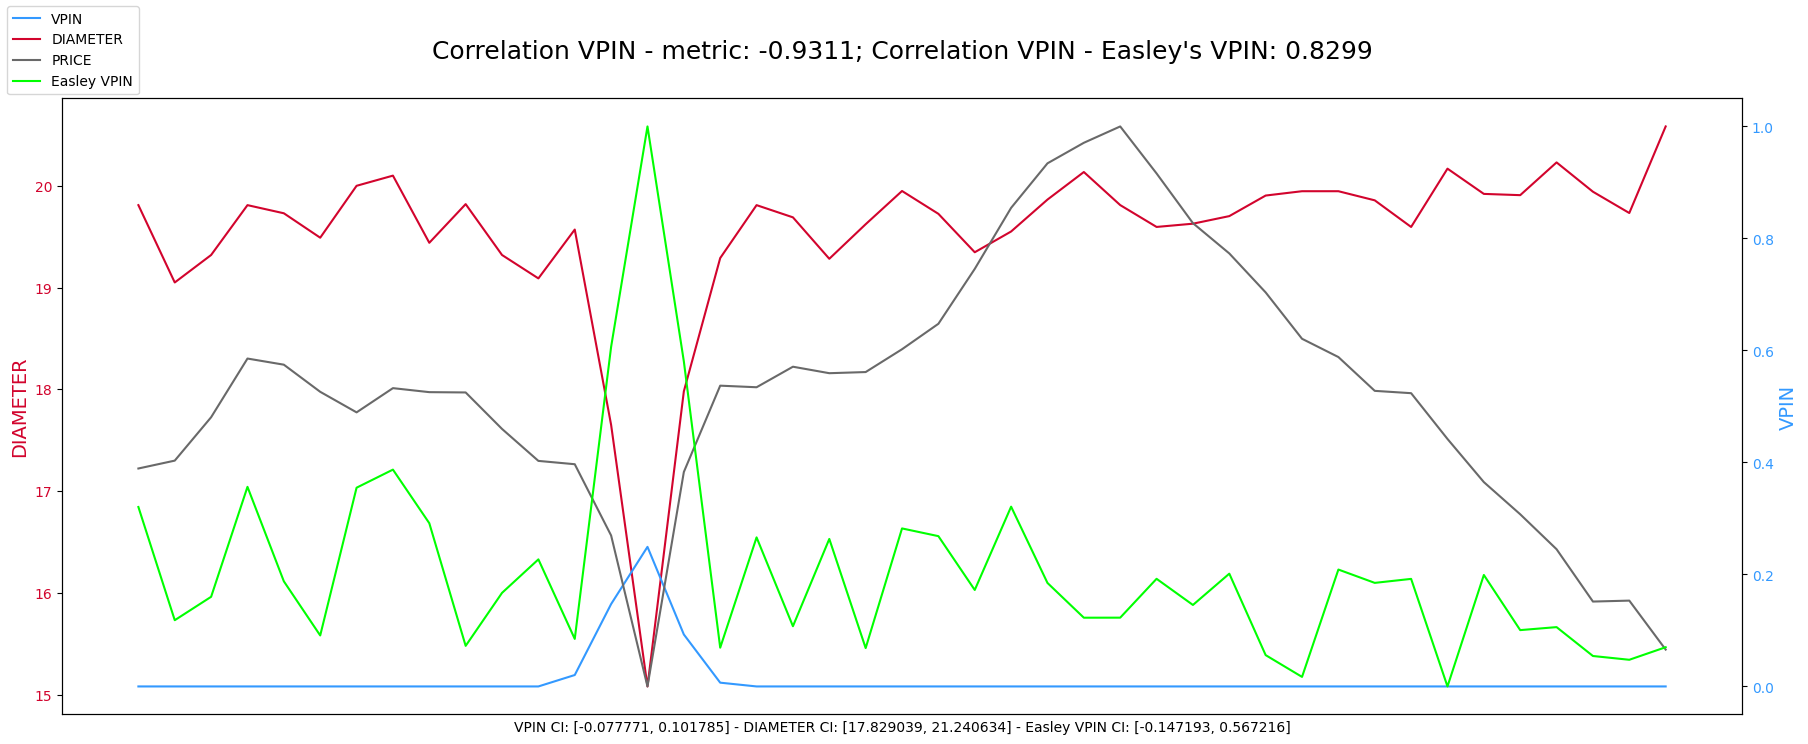 VPIN
DIAMETER
PRICE
Easley VPIN
Correlation VPIN - metric: -0.9311; Correlation VPIN - Easley's VPIN: 0.8299
DIAMETER
20
19
18
17
16
15
1.0
0.8
0.6
0.4
0.2
0.0
VPIN
VPIN CI: [-0.077771, 0.101785] - DIAMETER CI: [17.829039, 21.240634] - Easley VPIN CI: [-0.147193, 0.567216]